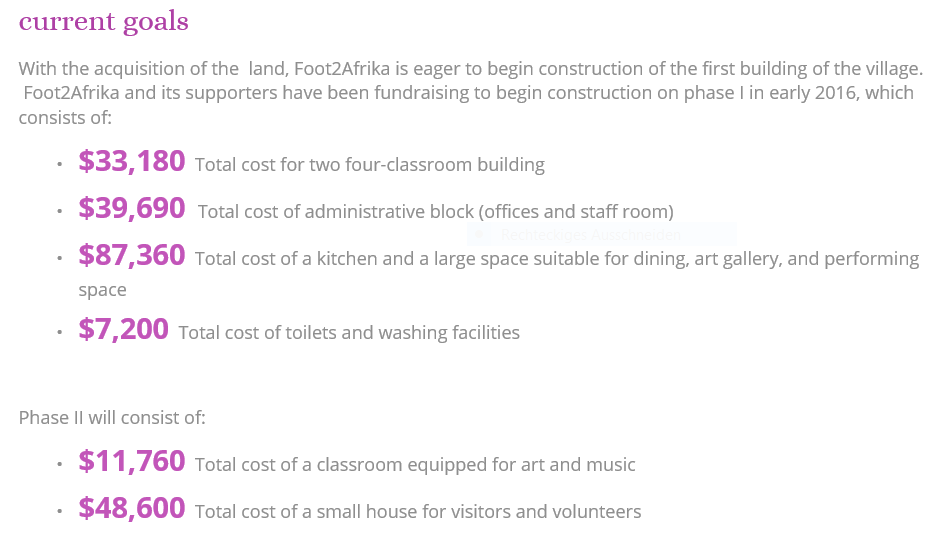 current goals
With the acquisition of the land, Foot2Afrika is eager to begin construction of the first building of the village.
Foot2Afrika and its supporters have been fundraising to begin construction on phase I in early 2016, which
consists of:
• $33,180 Total cost for two four-classroom building
• $39,690 Total cost of administrative block (offices and staff room)
Rechteckiges Ausschneiden
• $87,360 Total cost of a kitchen and a large space suitable for dining, art gallery, and performing
space
• $7,200 Total cost of toilets and washing facilities
Phase II will consist of:
• $11,760 Total cost of a classroom equipped for art and music
• $48,600 Total cost of a small house for visitors and volunteers